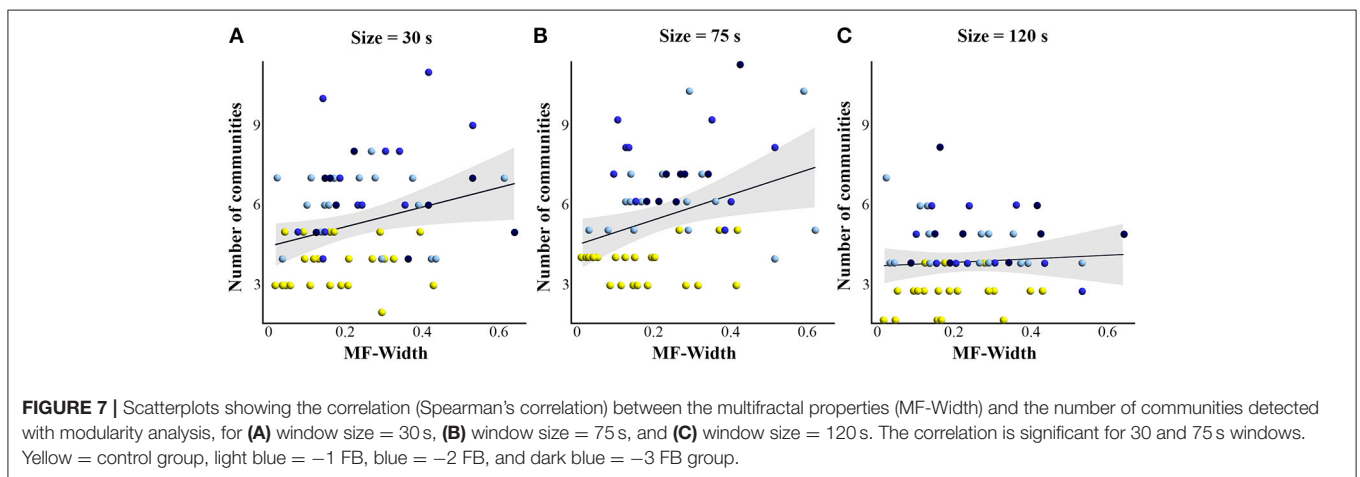 A Size = 30 s
Number of communities
9
6
3
0 0.2 0.4 0.6
MF-Width
B Size = 75 s
Number of communities
9
6
3
0 0.2 0.4 0.6
MF-Width
C Size = 120 s
Number of communities
9
6
3
0 0.2 0.4 0.6
MF-Width
FIGURE 7 | Scatterplots showing the correlation (Spearman's correlation) between the multifractal properties (MF-Width) and the number of communities detected
with modularity analysis, for (A) window size = 30 s, (B) window size = 75 s, and (C) window size = 120 s. The correlation is significant for 30 and 75 s windows.
Yellow = control group, light blue = −1 FB, blue = −2 FB, and dark blue = −3 FB group.